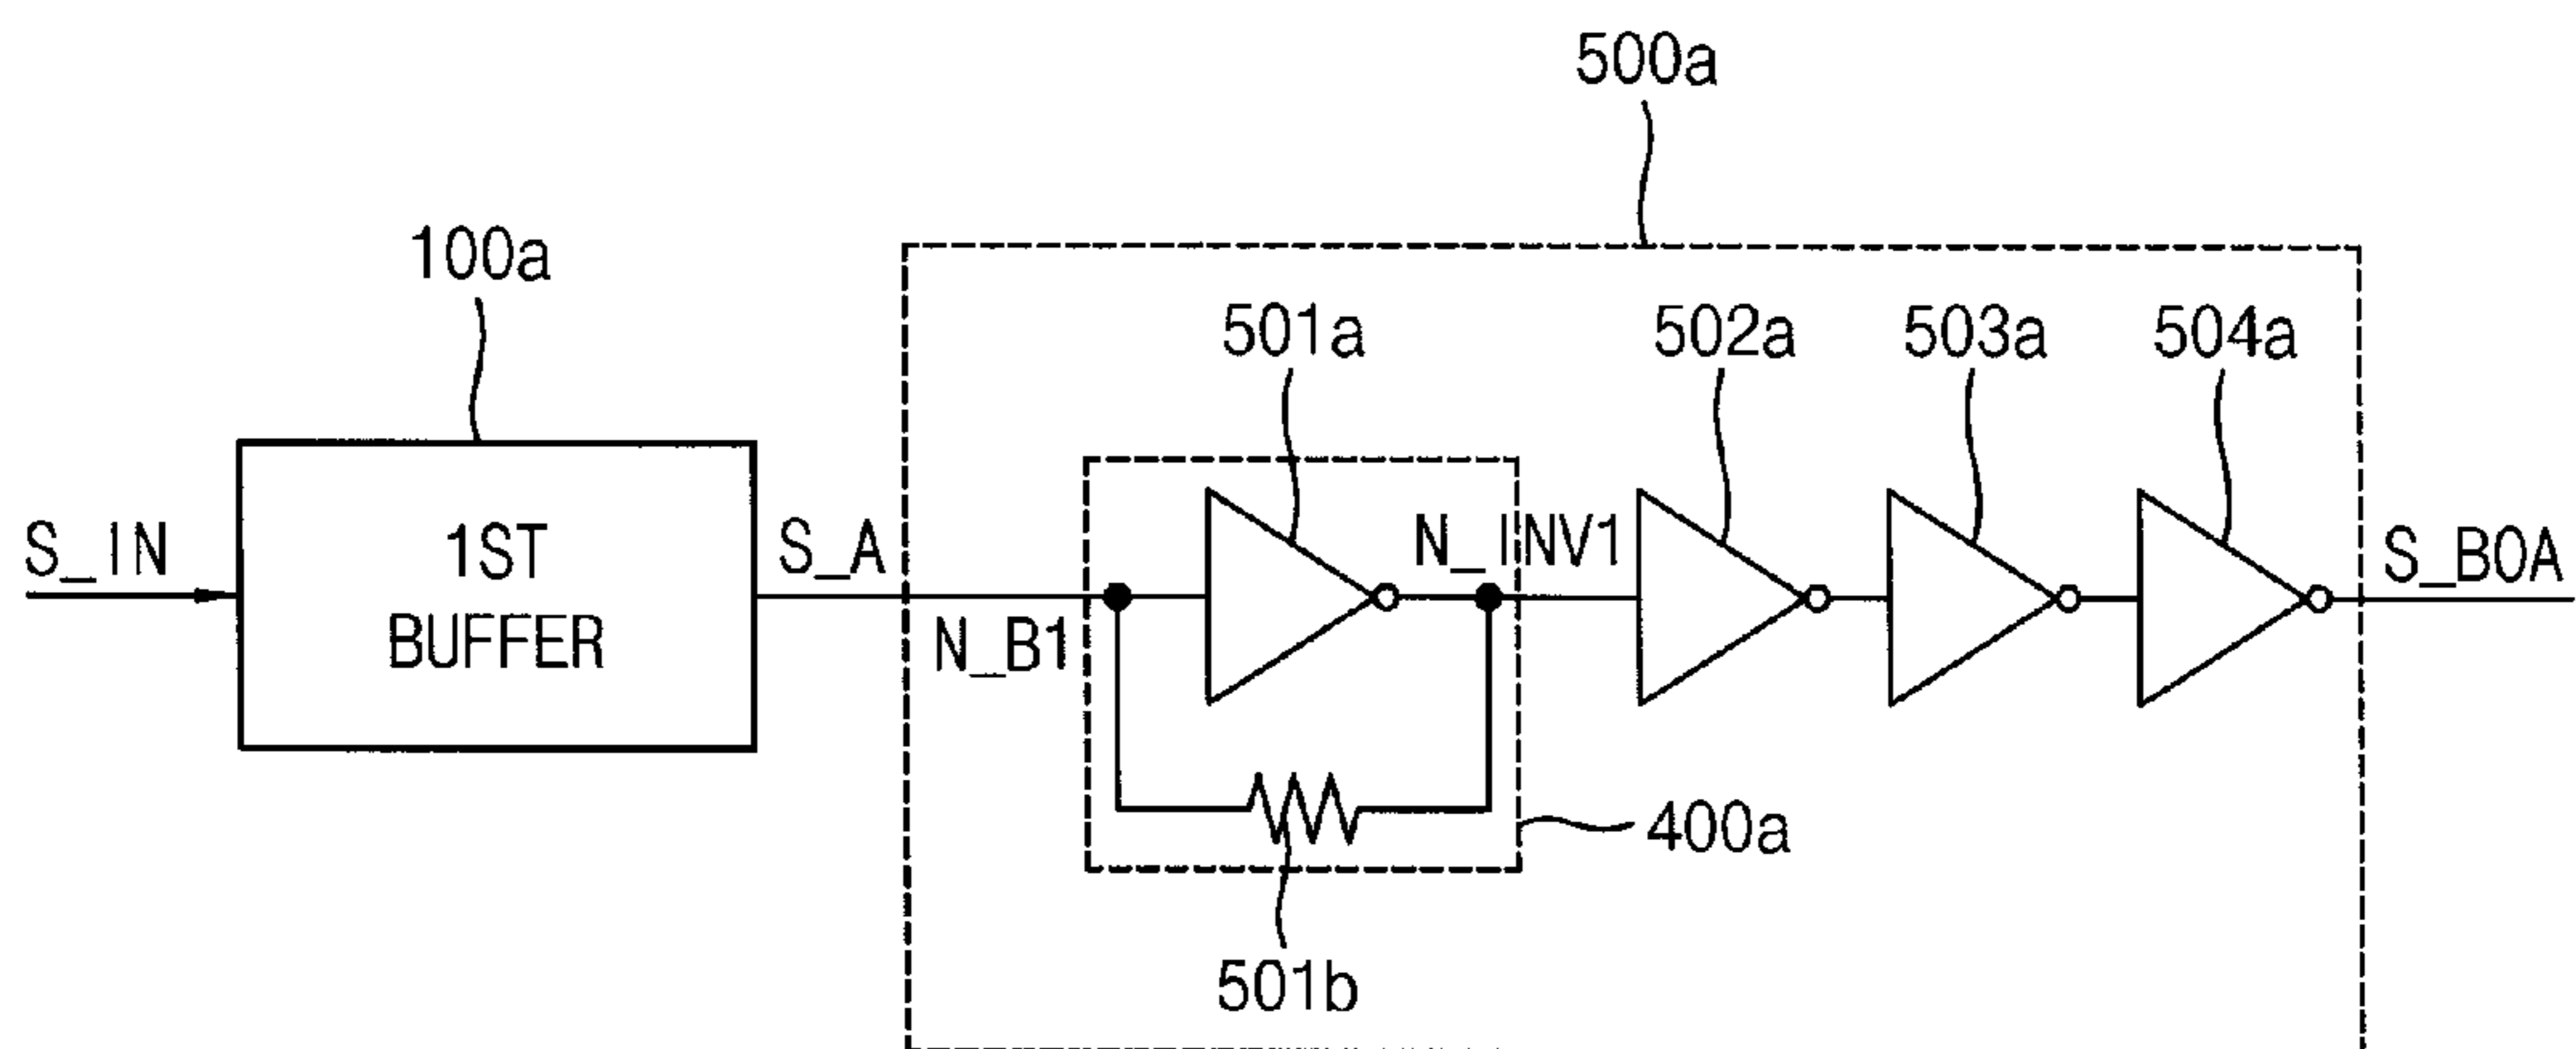 500a
100a
501a
502a
503a
504a
S_IN
1ST
BUFFER
S_A
N_B1
N_INV1
S_BOA
400a
501b